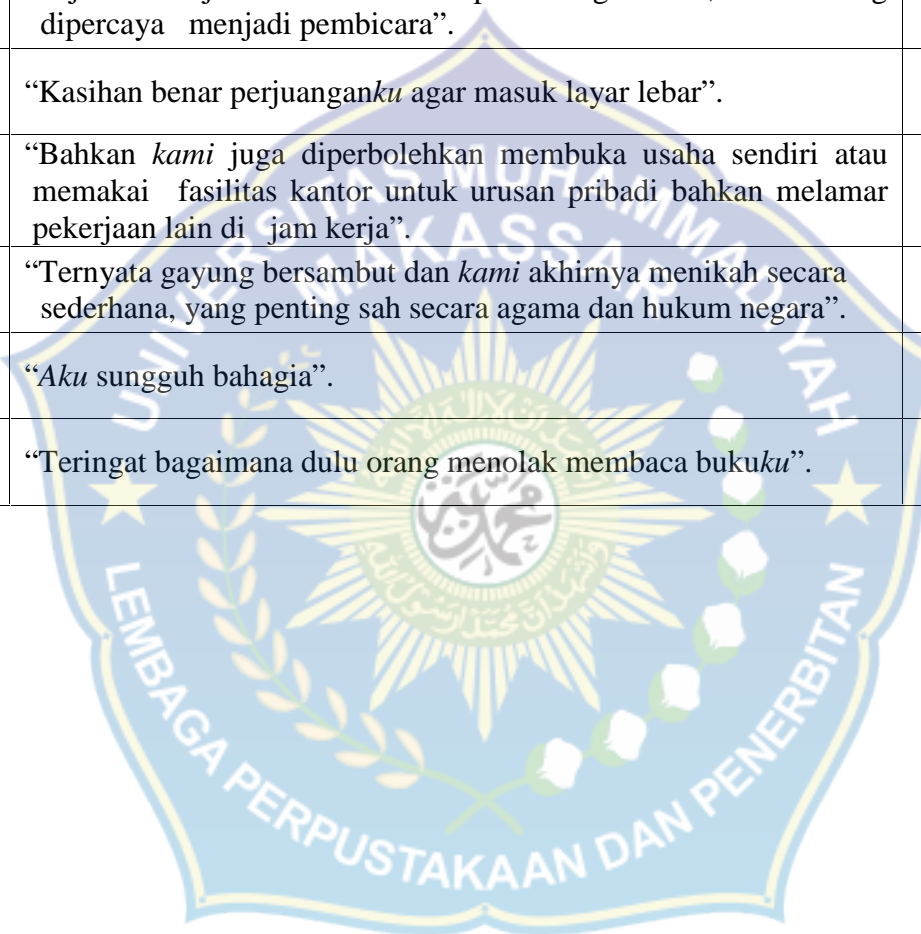 dipercaya menjadi pembicara”.
“Kasihan benar perjuanganku agar masuk layar lebar”.
“Bahkan kami juga diperbolehkan membuka usaha sendiri atau
memakai fasilitas kantor untuk urusan pribadi bahkan melamar
pekerjaan lain di jam kerja”.
“Ternyata gayung bersambut dan kami akhirnya menikah secara
sederhana, yang penting sah secara agama dan hukum negara”.
“Aku sungguh bahagia”.
“Teringat bagaimana dulu orang menolak membaca bukuku”.
UNIVERSITAS MUHAMMADIYAH
MAKASSAR
LEMBAGA PERPUSTAKAAN DAN PENERBITAN